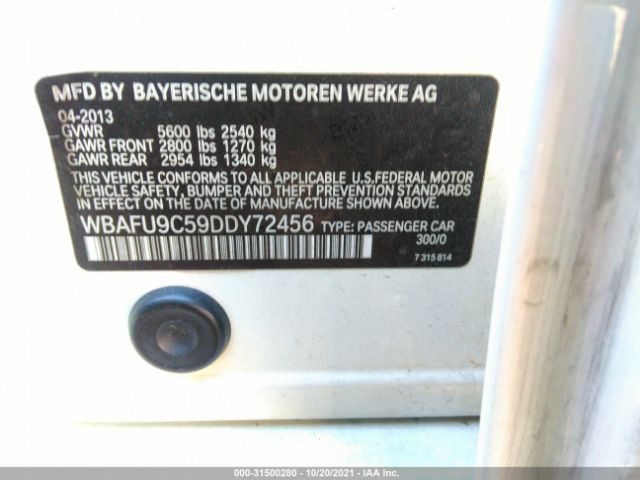 MFD BY BAYERISCHE MOTOREN WERKE AG
04-2013
GVWR 5600 lbs 2540 kg
GAWR FRONT 2800 lbs 1270 kg
GAWR REAR 2954 lbs 1340 kg
THIS VEHICLE CONFORMS TO ALL APPLICABLE U.S.FEDERAL MOTOR
VEHICLE SAFETY, BUMPER AND THEFT PREVENTION STANDARDS
IN EFFECT ON THE DATE OF MANUFACTURE SHOWN ABOVE.
WBAFU9C59DDY72456 TYPE: PASSENGER CAR
300/0
7 315 814
000-31500280 - 10/20/2021 - IAA Inc.